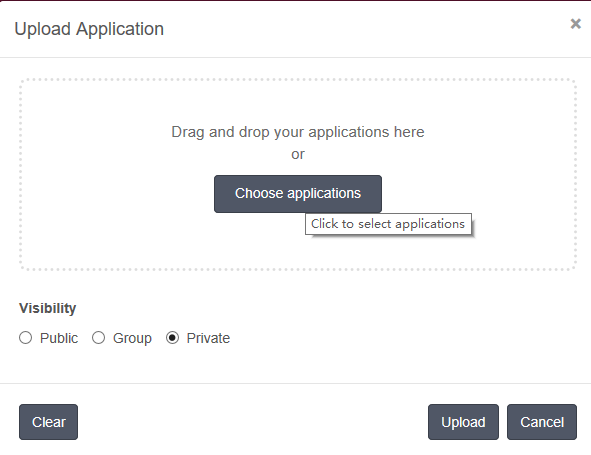 Upload Application
×
Drag and drop your applications here
or
Choose applications
Click to select applications
Visibility
Public Group Private
Clear Upload Cancel